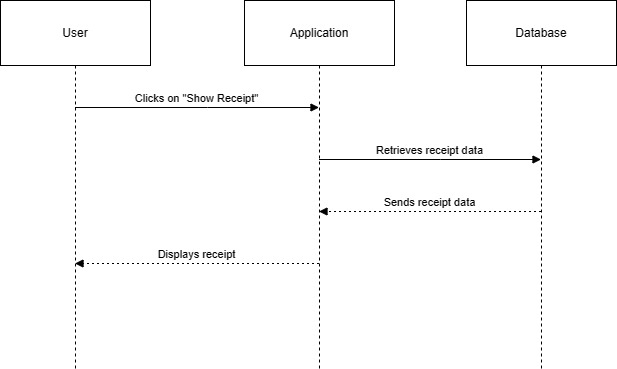 User
Application
Database
Clicks on "Show Receipt"
Retrieves receipt data
Sends receipt data
Displays receipt